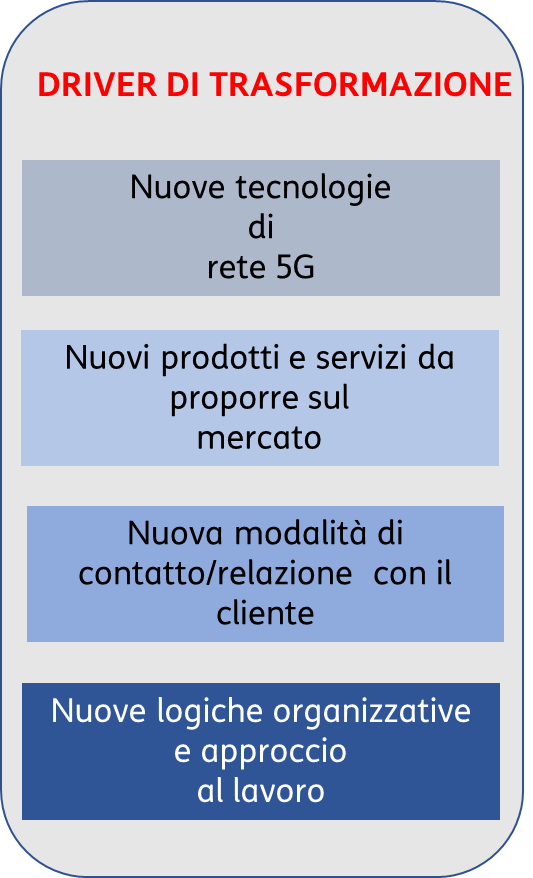 DRIVER DI TRASFORMAZIONE
Nuove tecnologie
di
rete 5G
Nuovi prodotti e servizi da
proporre sul
mercato
Nuova modalità di
contatto/relazione  con il
cliente
Nuove logiche organizzative
e approccio
al lavoro